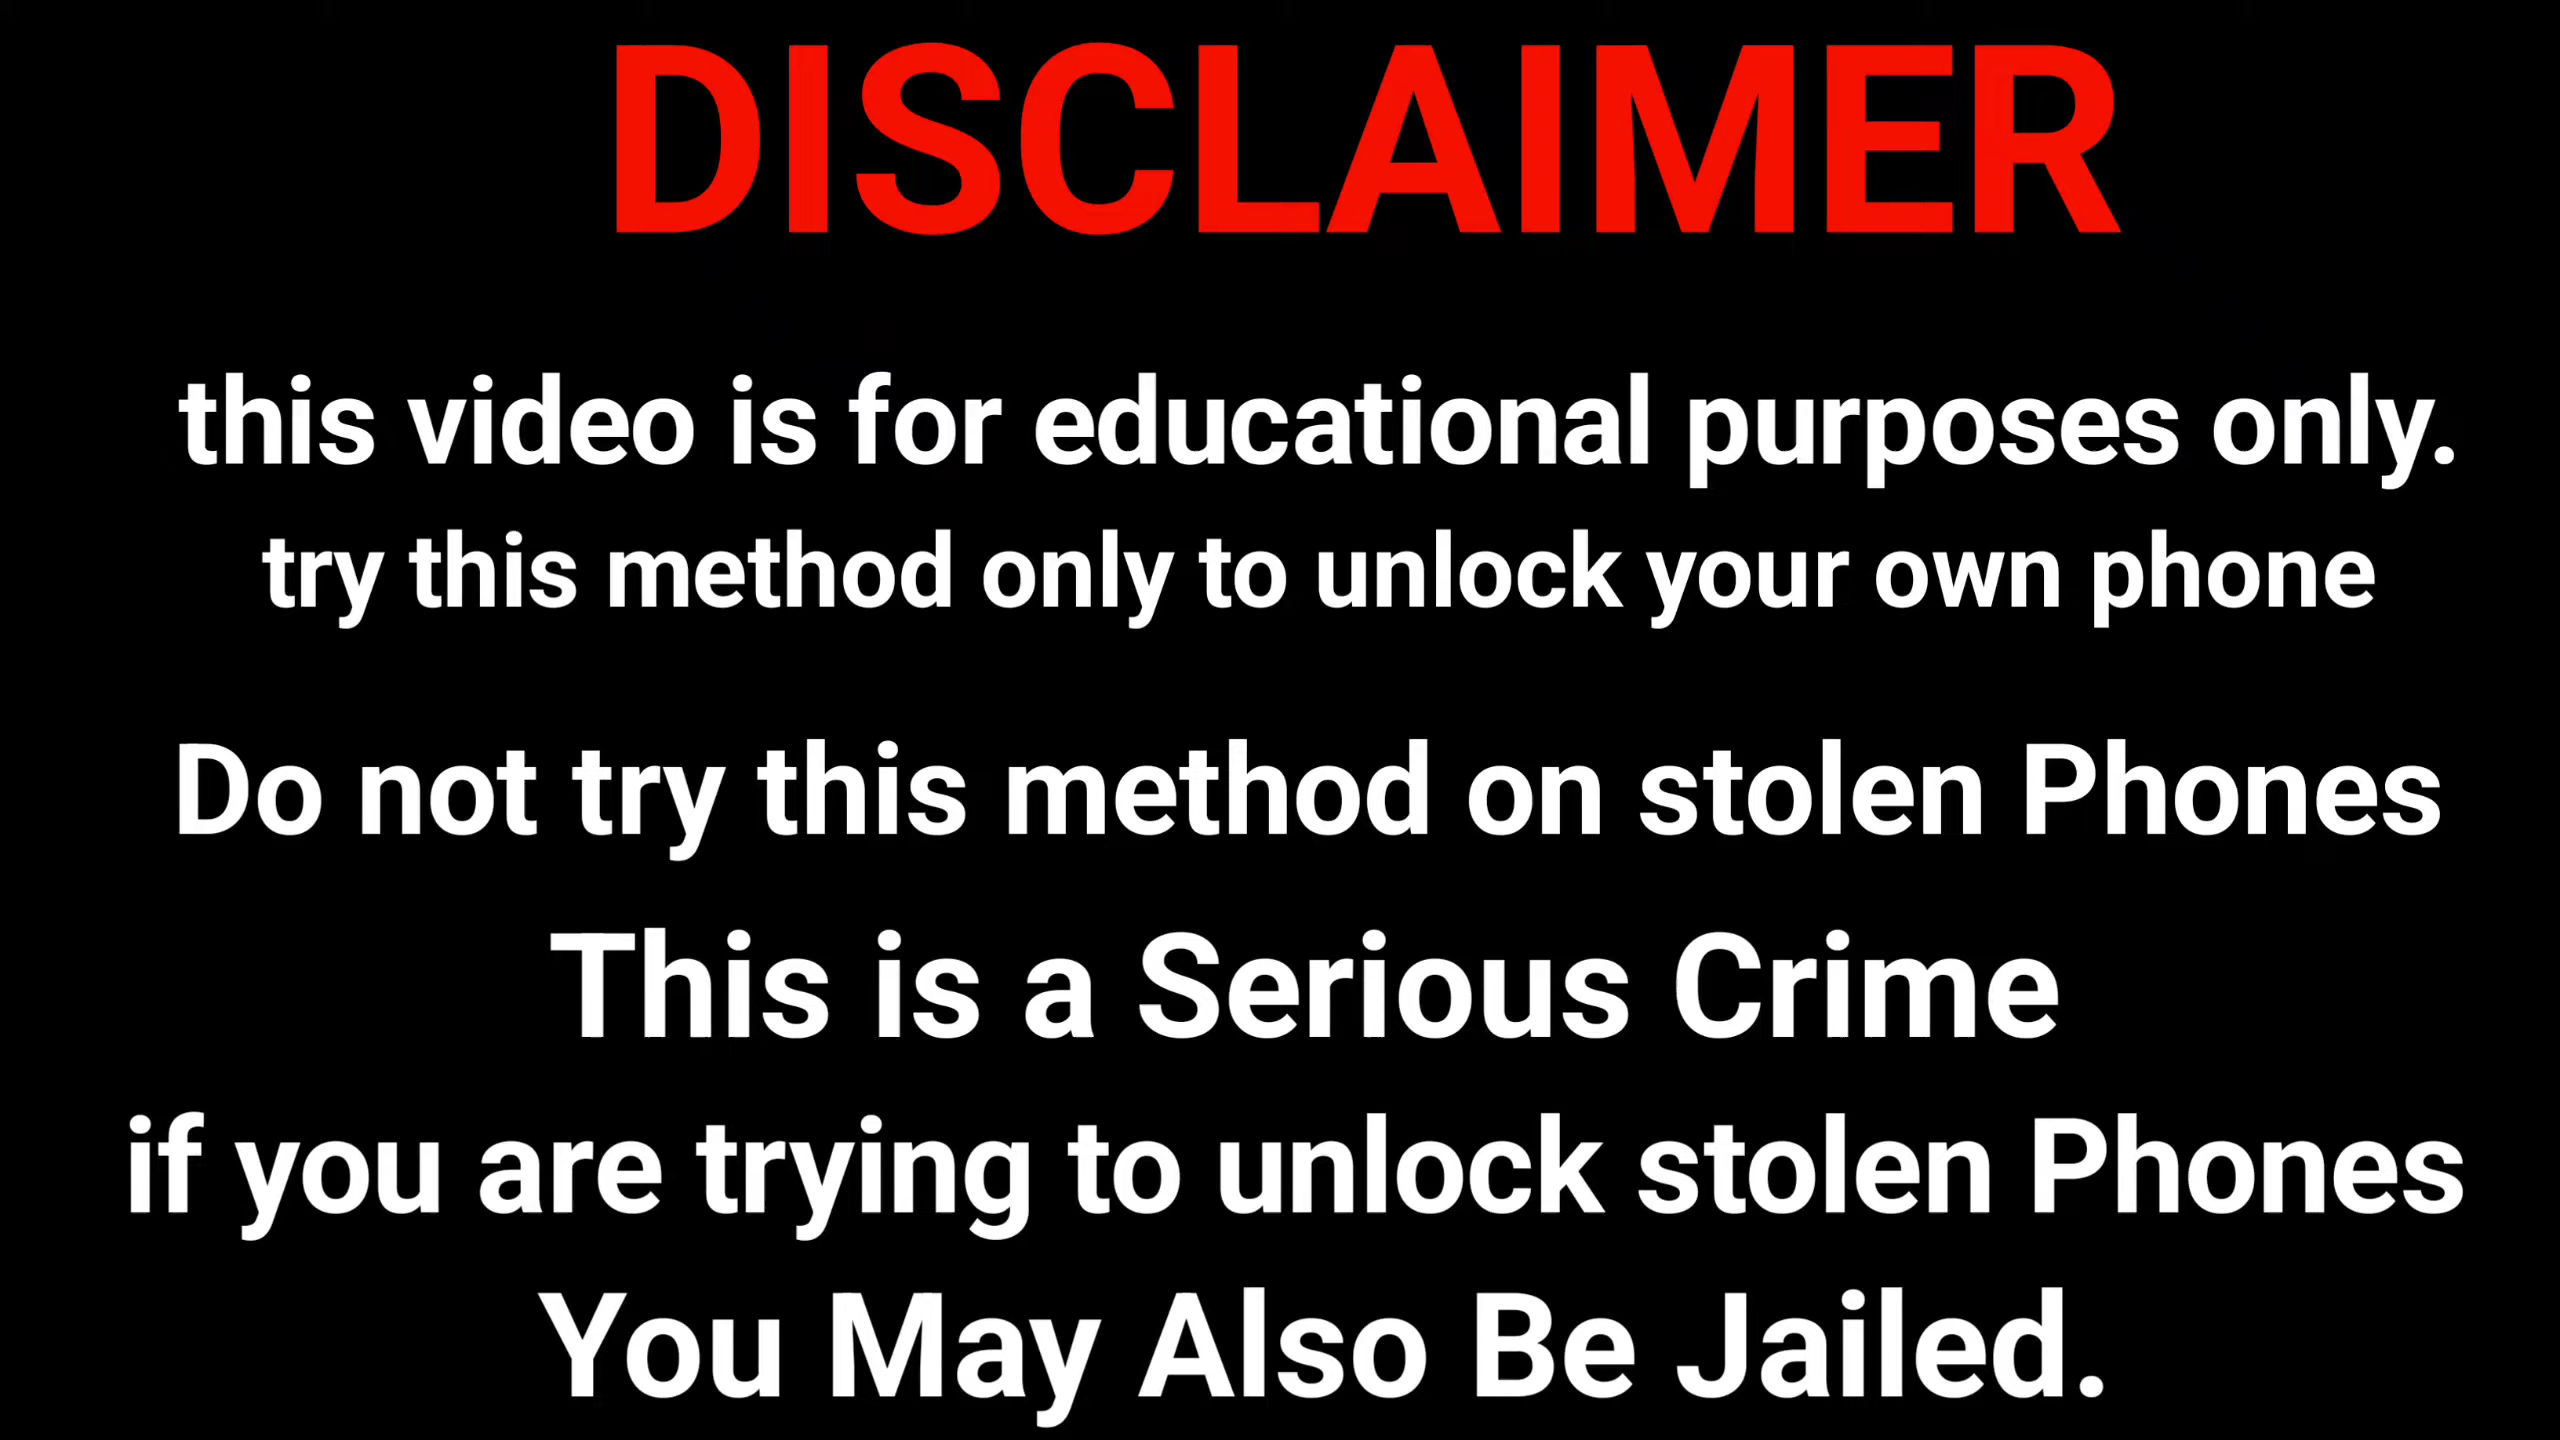 DISCLAIMER
this video is for educational purposes only.
try this method only to unlock your own phone
Do not try this method on stolen Phones
This is a Serious Crime
if you are trying to unlock stolen Phones
You May Also Be Jailed.